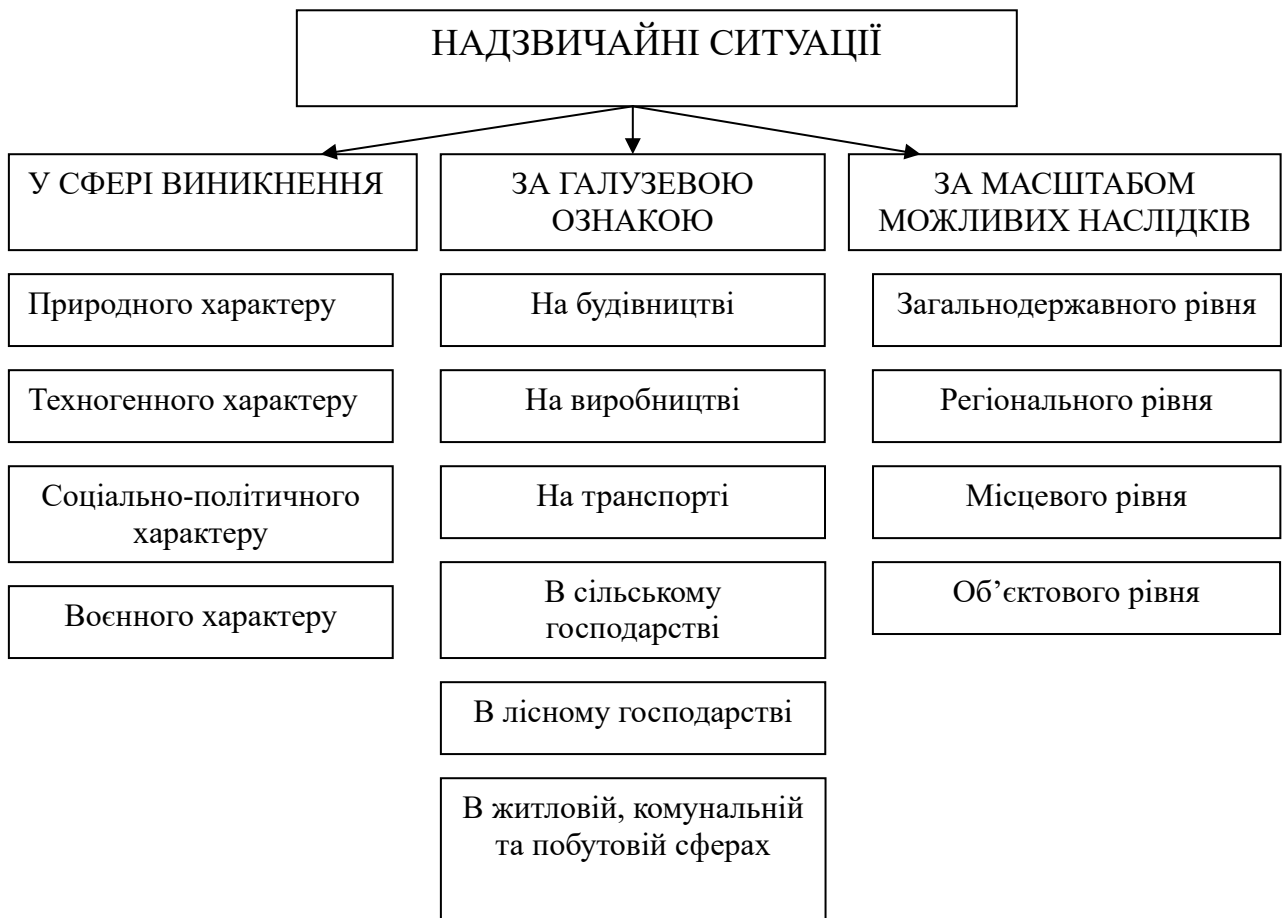 НАДЗВИЧАЙНІ СИТУАЦІЇ
У СФЕРІ ВИНИКНЕННЯ
Природного характеру
Техногенного характеру
Соціально-політичного
характеру
Воєнного характеру
ЗА ГАЛУЗЕВОЮ
ОЗНАКОЮ
На будівництві
На виробництві
На транспорті
В сільському
господарстві
В лісному господарстві
В житловій, комунальній
та побутовій сферах
ЗА МАСШТАБОМ
МОЖЛИВИХ НАСЛІДКІВ
Загальнодержавного рівня
Регіонального рівня
Місцевого рівня
Об’єктового рівня